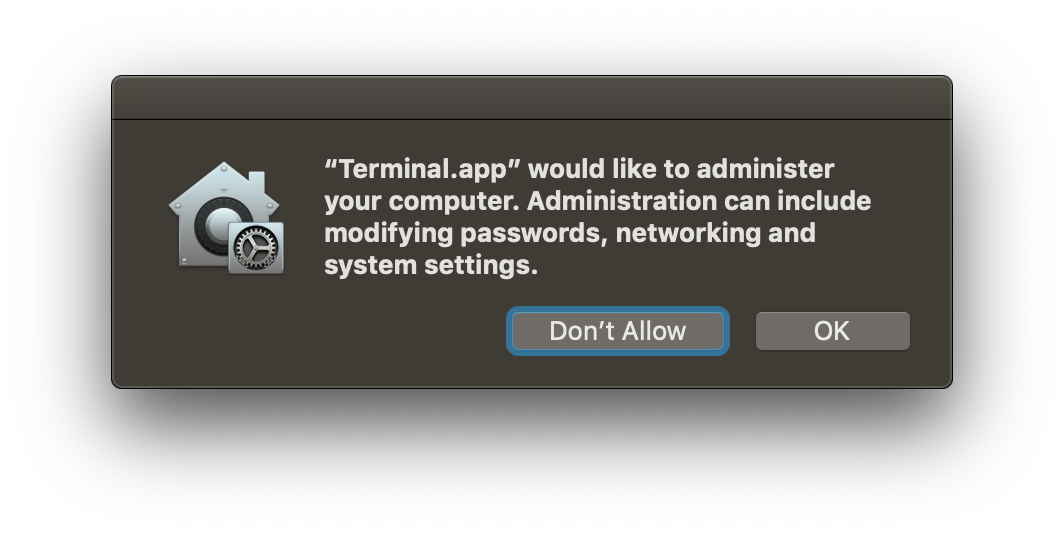 “Terminal.app” would like to administer
your computer. Administration can include
modifying passwords, networking and
system settings.
Don’t Allow
OK